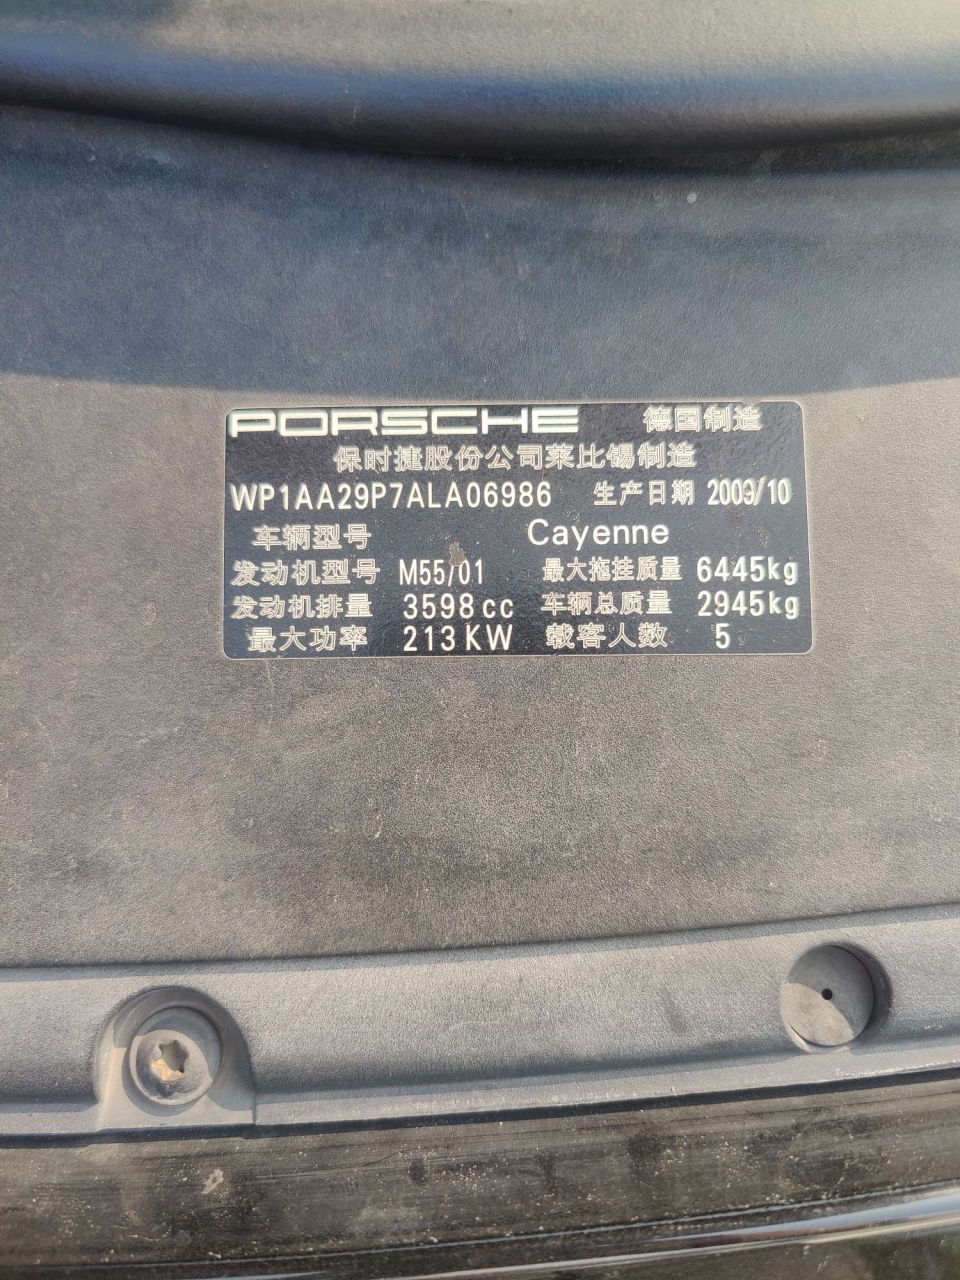 PORSCHE 德国制造
保时捷股份公司莱比锡制造
WP1AA29P7ALA06986 生产日期 2009/10
车辆型号 Cayenne
发动机型号 M55/01 最大拖挂质量 6445kg
发动机排量 3598cc 车辆总质量 2945kg
最大功率 213KW 载客人数 5